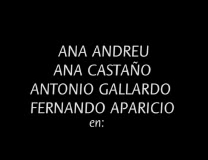 ANA ANDREU
ANA CASTAÑO
ANTONIO GALLARDO
FERNANDO APARICIO
en: